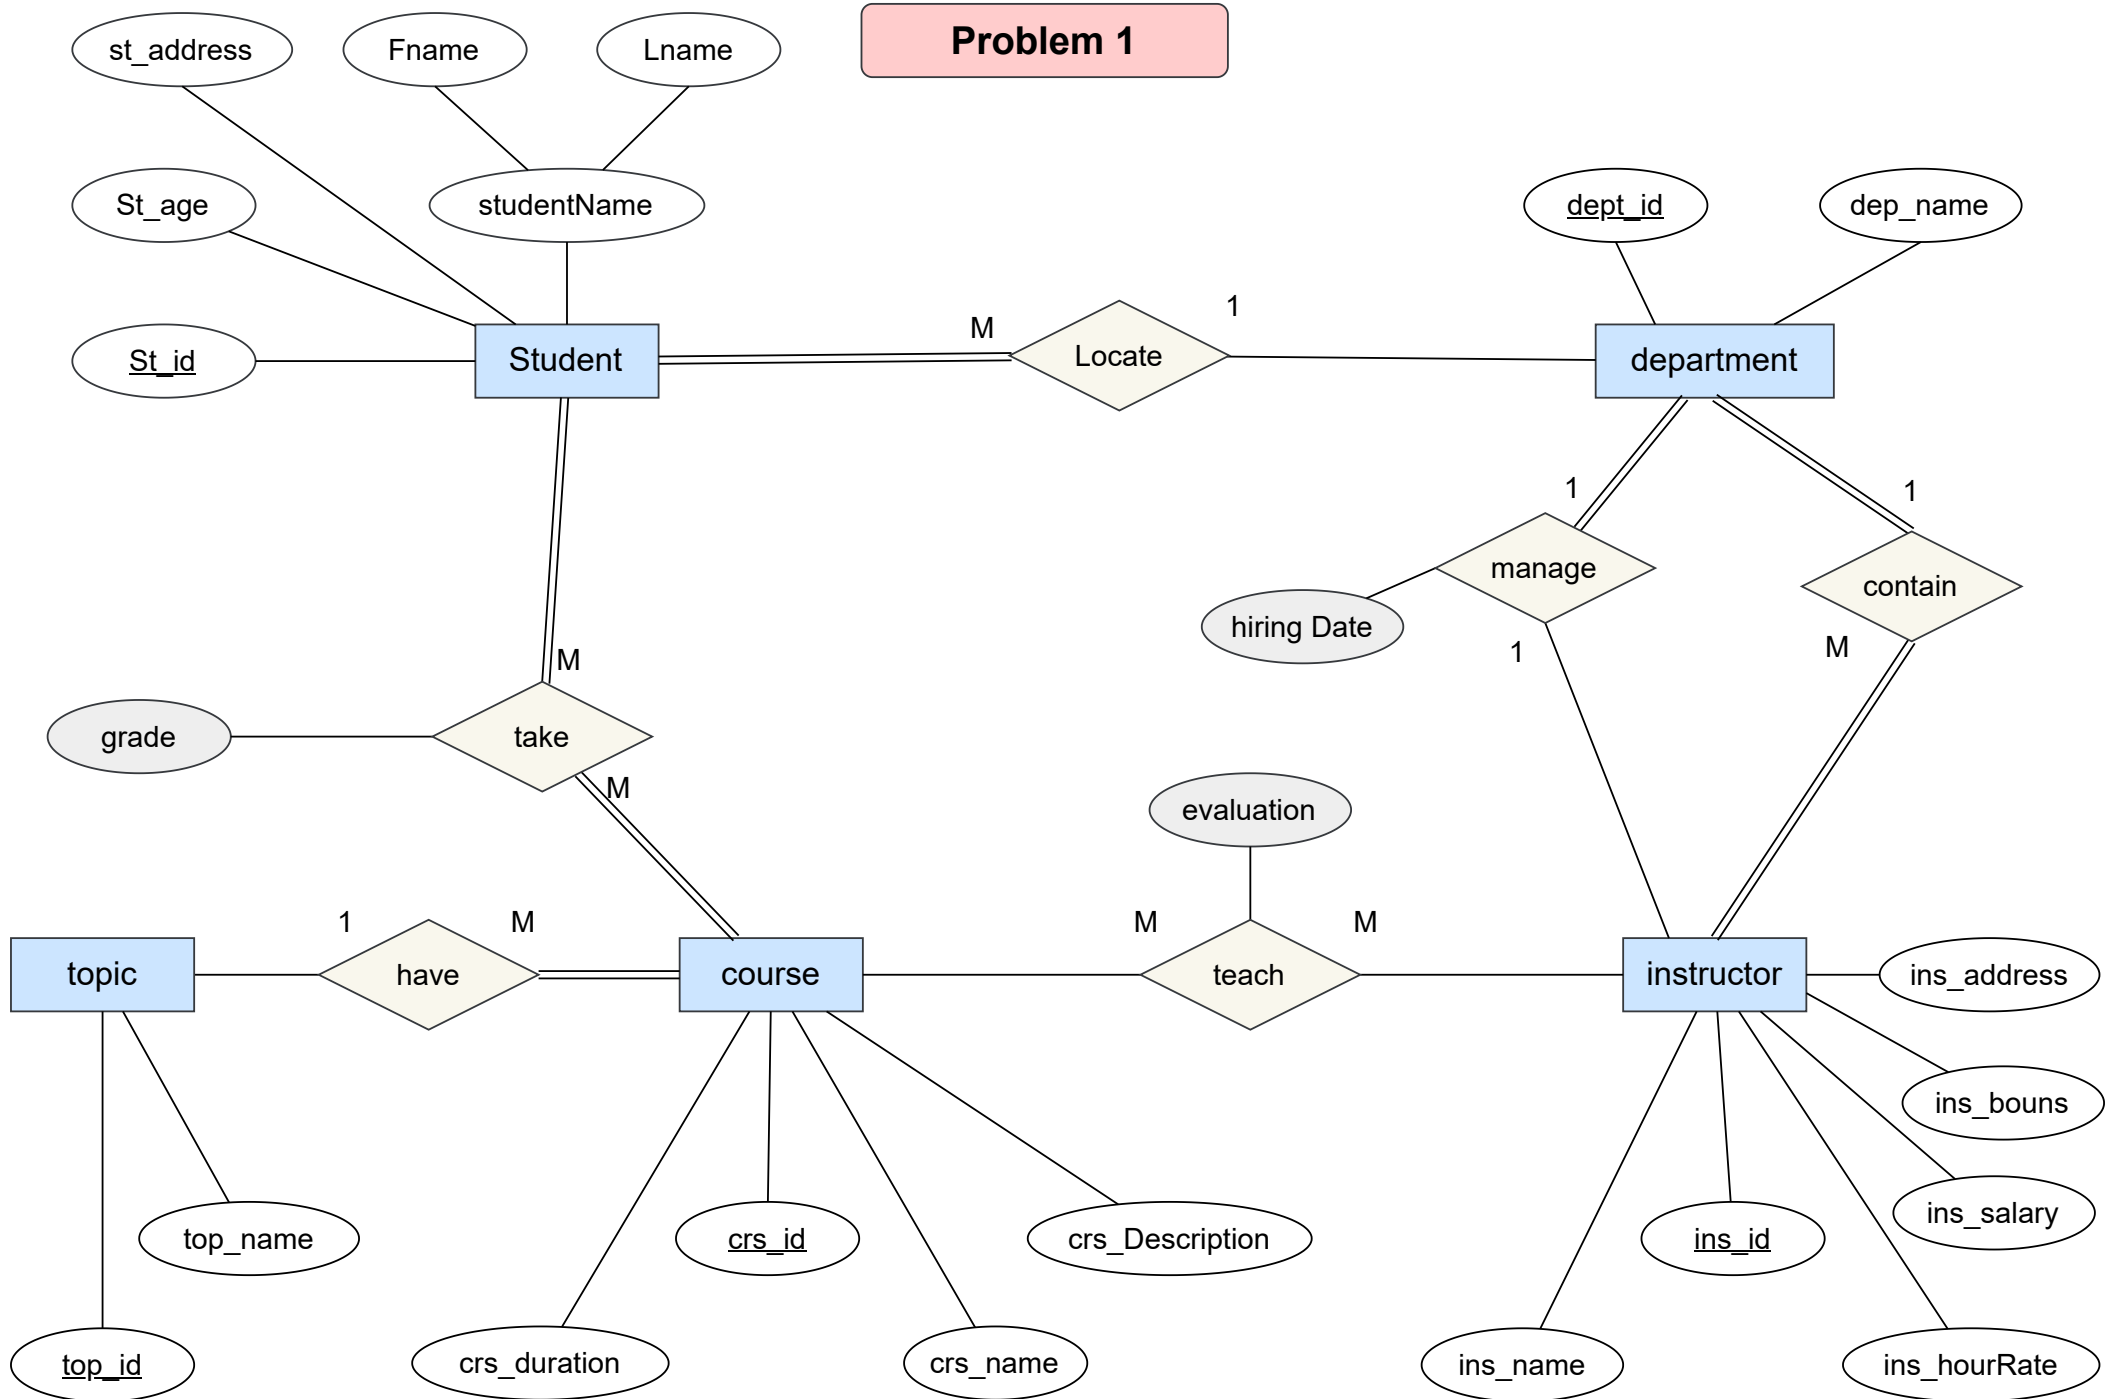 Problem 1
st_address
Fname
Lname
St_age
studentName
dept_id
dep_name
St_id
Student
M
Locate
1
department
1
1
manage
contain
hiring Date
1
M
M
grade
take
M
evaluation
1
M
M
M
topic
have
course
teach
instructor
ins_address
ins_bouns
ins_salary
top_name
crs_id
crs_Description
ins_id
top_id
crs_duration
crs_name
ins_name
ins_hourRate